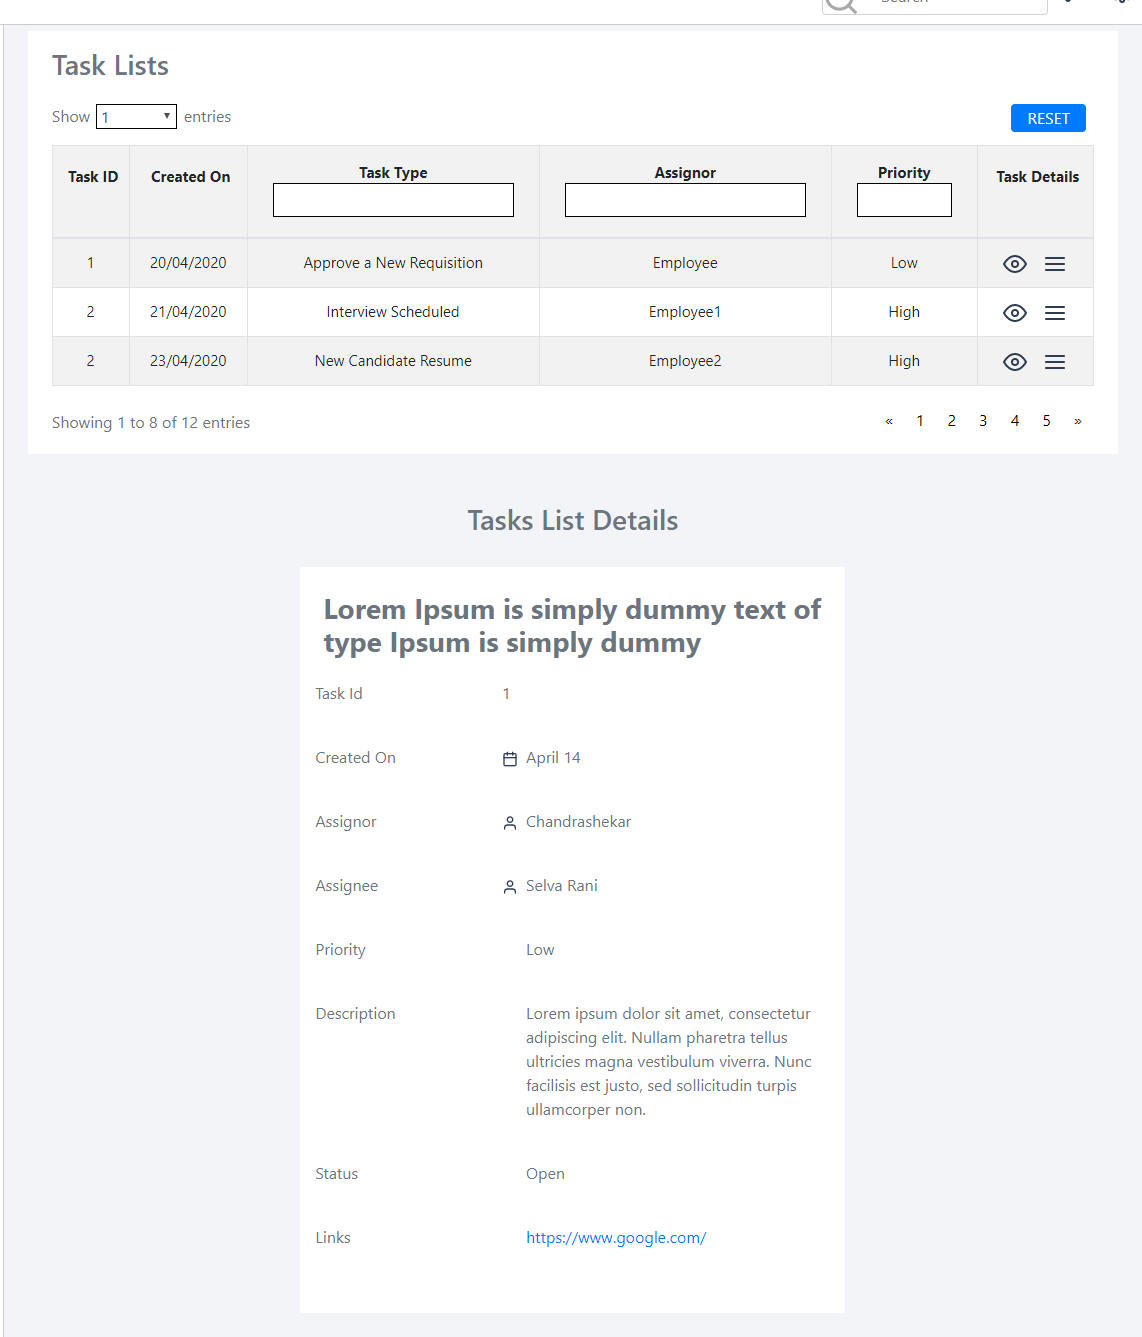 Search
Task Lists
Show 1 entries
RESET
Task ID Created On Task Type Assignor Priority Task Details
1 20/04/2020 Approve a New Requisition Employee Low
2 21/04/2020 Interview Scheduled Employee1 High
2 23/04/2020 New Candidate Resume Employee2 High
Showing 1 to 8 of 12 entries
« 1 2 3 4 5 »
Tasks List Details
Lorem Ipsum is simply dummy text of
type Ipsum is simply dummy
Task Id 1
Created On April 14
Assignor Chandrashekar
Assignee Selva Rani
Priority Low
Description Lorem ipsum dolor sit amet, consectetur
adipiscing elit. Nullam pharetra tellus
ultricies magna vestibulum viverra. Nunc
facilisis est justo, sed sollicitudin turpis
ullamcorper non.
Status Open
Links https://www.google.com/